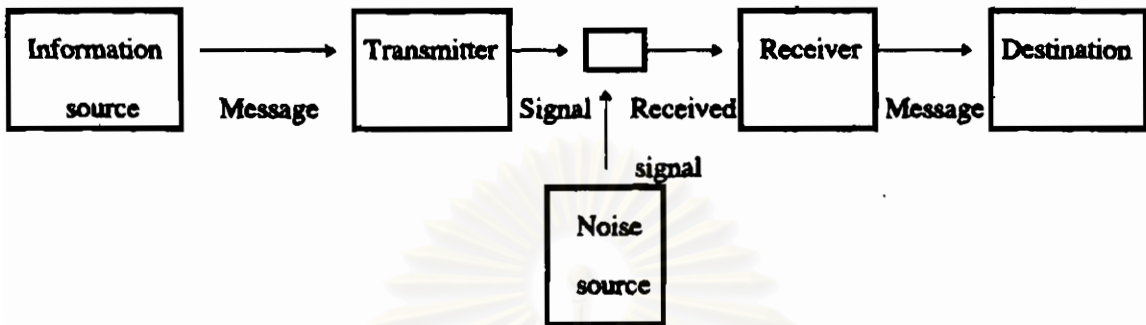 Information Transmitter Receiver Destination
source Message Signal Received Message
signal
Noise
source